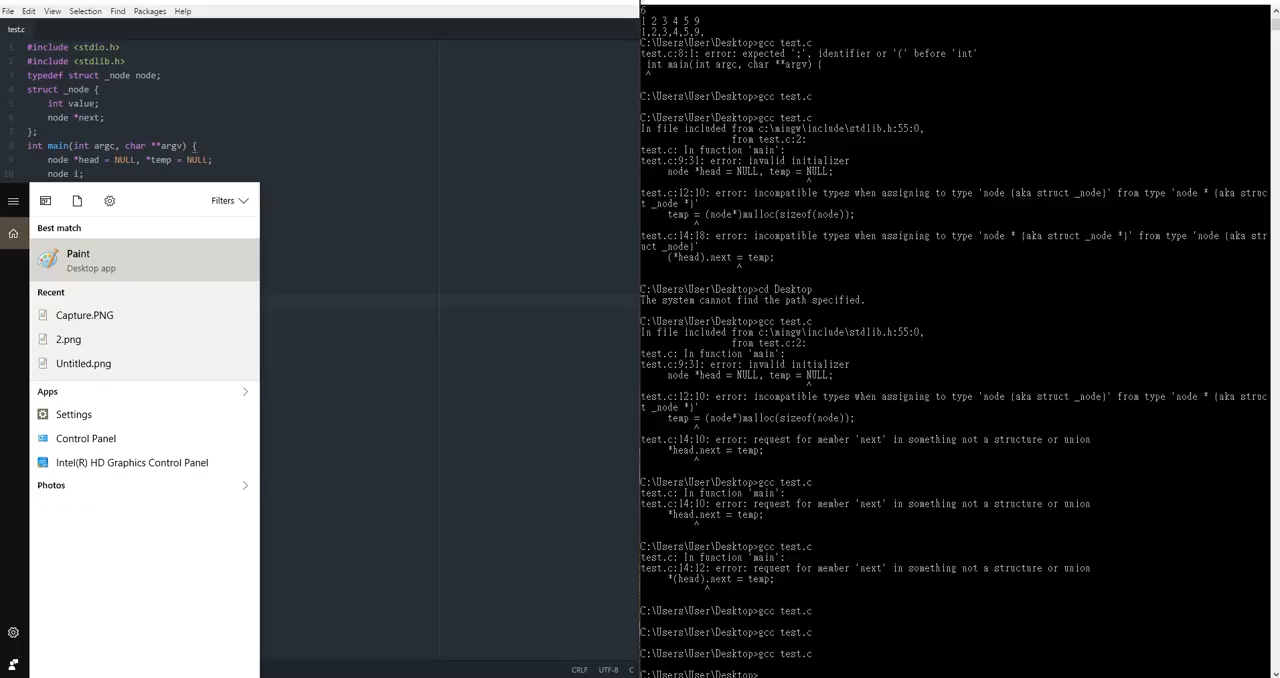 File Edit View Selection Find Packages Help
test.c
1 #include <stdio.h>
2 #include <stdlib.h>
3 typedef struct _node node;
4 struct _node {
5 int value;
6 node *next;
7 };
8 int main(int argc, char **argv) {
9 node *head = NULL, *temp = NULL;
10 node i;
Filters
Best match
Paint
Desktop app
Recent
Capture.PNG
2.png
Untitled.png
Apps
Settings
Control Panel
Intel(R) HD Graphics Control Panel
Photos
CRLF UTF-8 C
6
1 2 3 4 5 9
1,2,3,4,5,9,
C:\Users\User\Desktop>gcc test.c
test.c:8:1: error: expected ';', identifier or '(' before 'int'
int main(int argc, char **argv) {
^
C:\Users\User\Desktop>gcc test.c
C:\Users\User\Desktop>gcc test.c
In file included from c:\mingw\include\stdlib.h:55:0,
from test.c:2:
test.c: In function 'main':
test.c:9:31: error: invalid initializer
node *head = NULL, temp = NULL;
^
test.c:12:10: error: incompatible types when assigning to type 'node {aka struct _node}' from type 'node * {aka struc
t _node *}'
temp = (node*)malloc(sizeof(node));
^
test.c:14:18: error: incompatible types when assigning to type 'node * {aka struct _node *}' from type 'node {aka str
uct _node}'
(*head).next = temp;
^
C:\Users\User\Desktop>cd Desktop
The system cannot find the path specified.
C:\Users\User\Desktop>gcc test.c
In file included from c:\mingw\include\stdlib.h:55:0,
from test.c:2:
test.c: In function 'main':
test.c:9:31: error: invalid initializer
node *head = NULL, temp = NULL;
^
test.c:12:10: error: incompatible types when assigning to type 'node {aka struct _node}' from type 'node * {aka struc
t _node *}'
temp = (node*)malloc(sizeof(node));
^
test.c:14:10: error: request for member 'next' in something not a structure or union
*head.next = temp;
^
C:\Users\User\Desktop>gcc test.c
test.c: In function 'main':
test.c:14:10: error: request for member 'next' in something not a structure or union
*head.next = temp;
^
C:\Users\User\Desktop>gcc test.c
test.c: In function 'main':
test.c:14:12: error: request for member 'next' in something not a structure or union
*(head).next = temp;
^
C:\Users\User\Desktop>gcc test.c
C:\Users\User\Desktop>gcc test.c
C:\Users\User\Desktop>gcc test.c
C:\Users\User\Desktop>